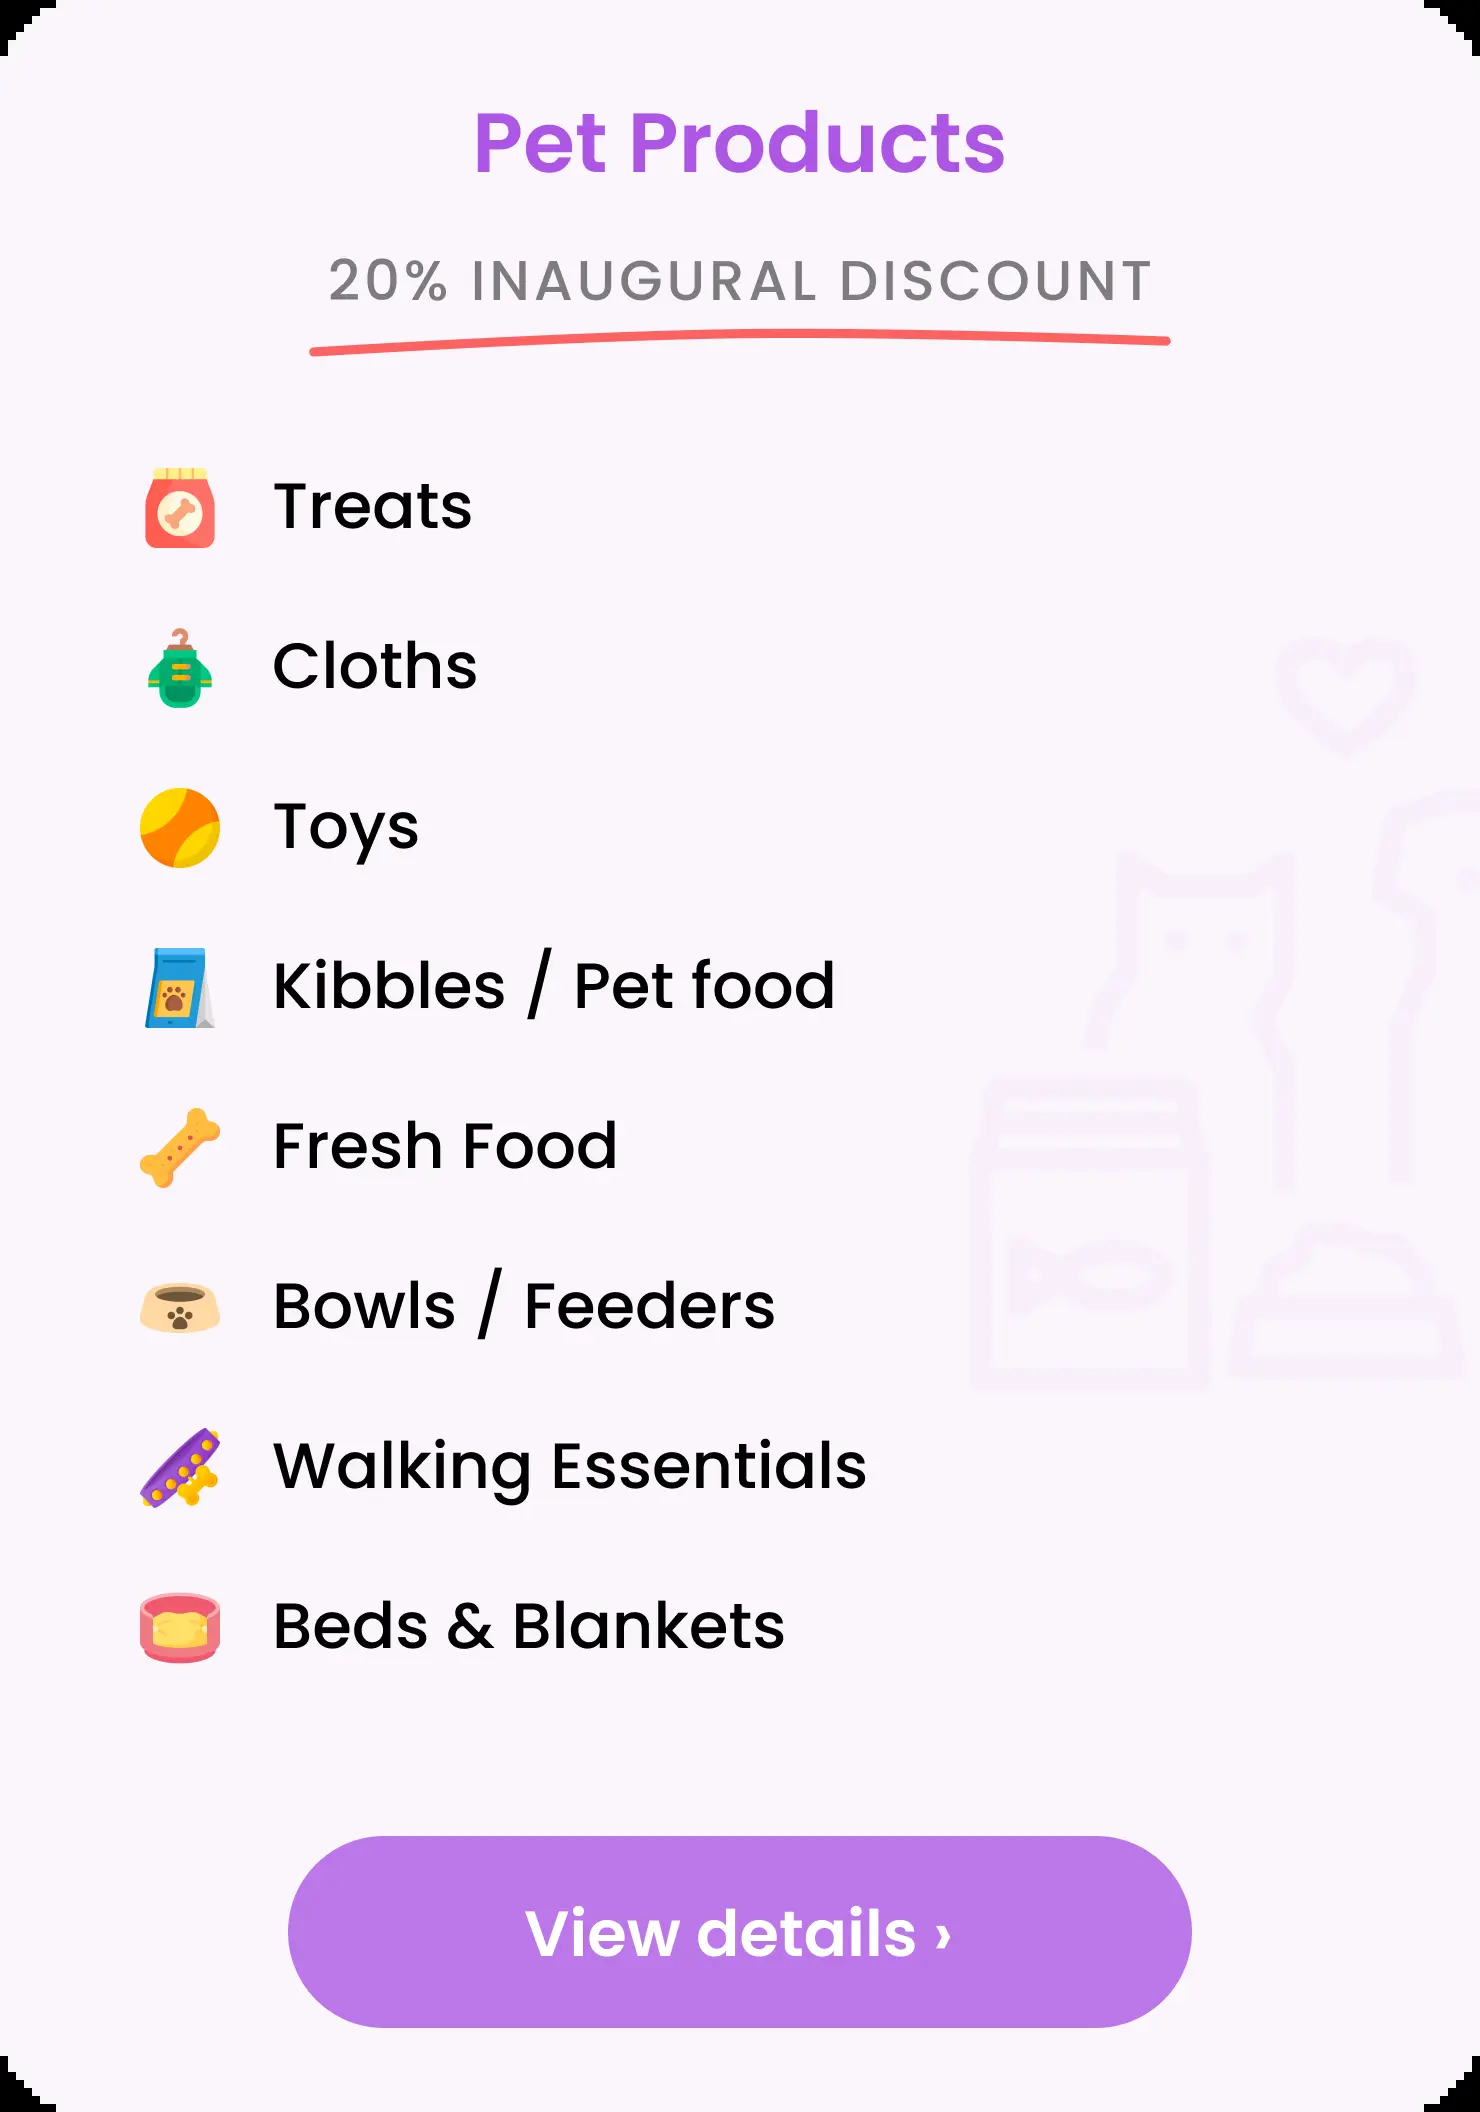 Pet Products
20% INAUGURAL DISCOUNT
Treats
Cloths
Toys
Kibbles / Pet food
Fresh Food
Bowls / Feeders
Walking Essentials
Beds & Blankets
View details ›